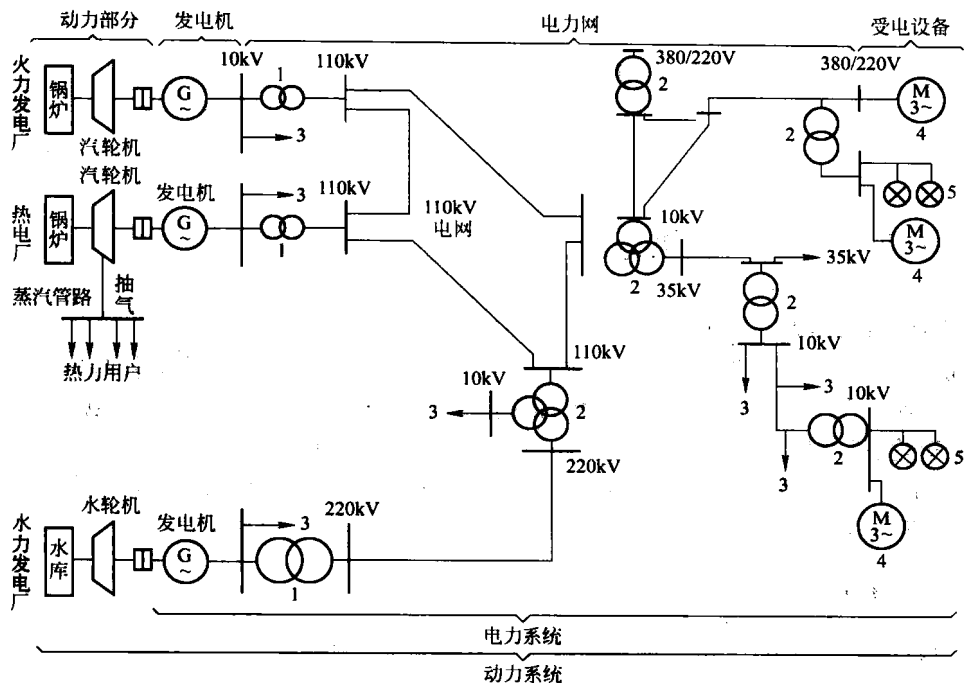 动力部分
发电机
电力网
受电设备
火力发电厂
锅炉
汽轮机
G
~
10kV
1
110kV
3
380/220V
2
380/220V
M
3~
4
2
5
M
3~
4
热电厂
锅炉
汽轮机
发电机
G
~
3
1
110kV
110kV
电网
10kV
2
35kV
35kV
2
10kV
蒸汽管路
抽气
热力用户
110kV
10kV
3
2
220kV
3
3
3
2
10kV
5
M
3~
4
水力发电厂
水库
水轮机
发电机
G
~
3
1
220kV
电力系统
动力系统